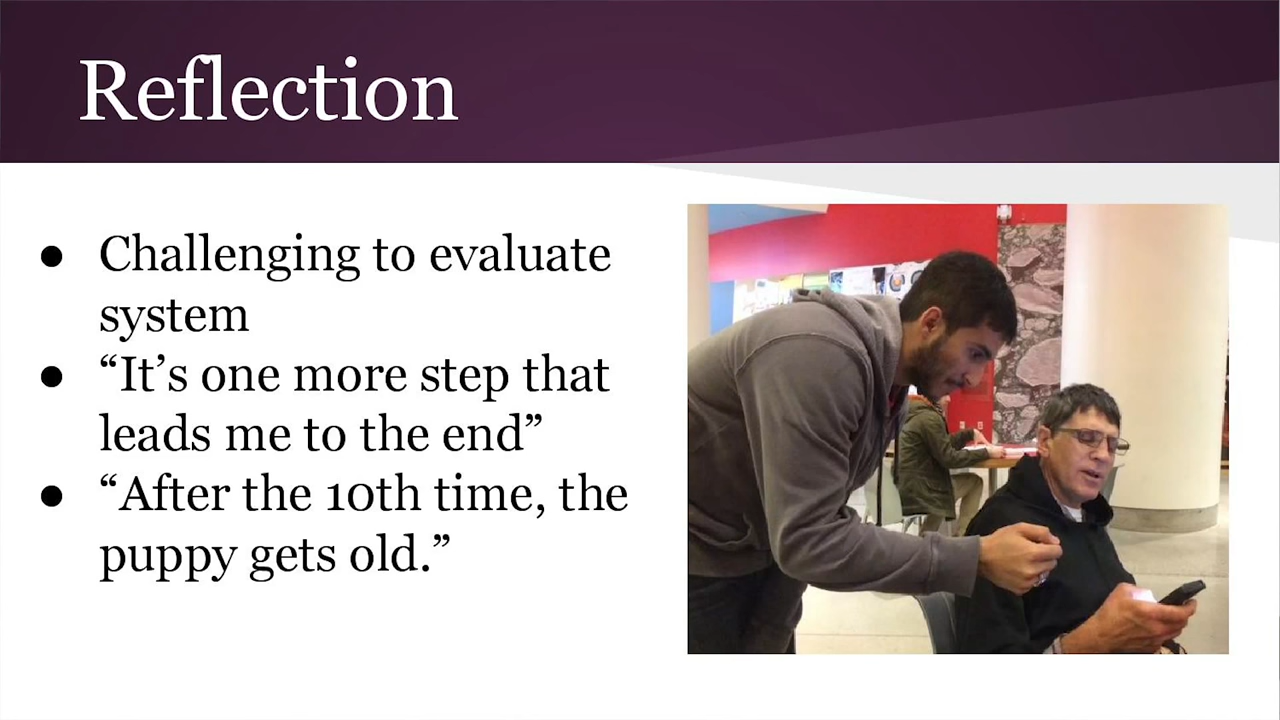 Reflection
● Challenging to evaluate
system
● “It’s one more step that
leads me to the end”
● “After the 10th time, the
puppy gets old.”